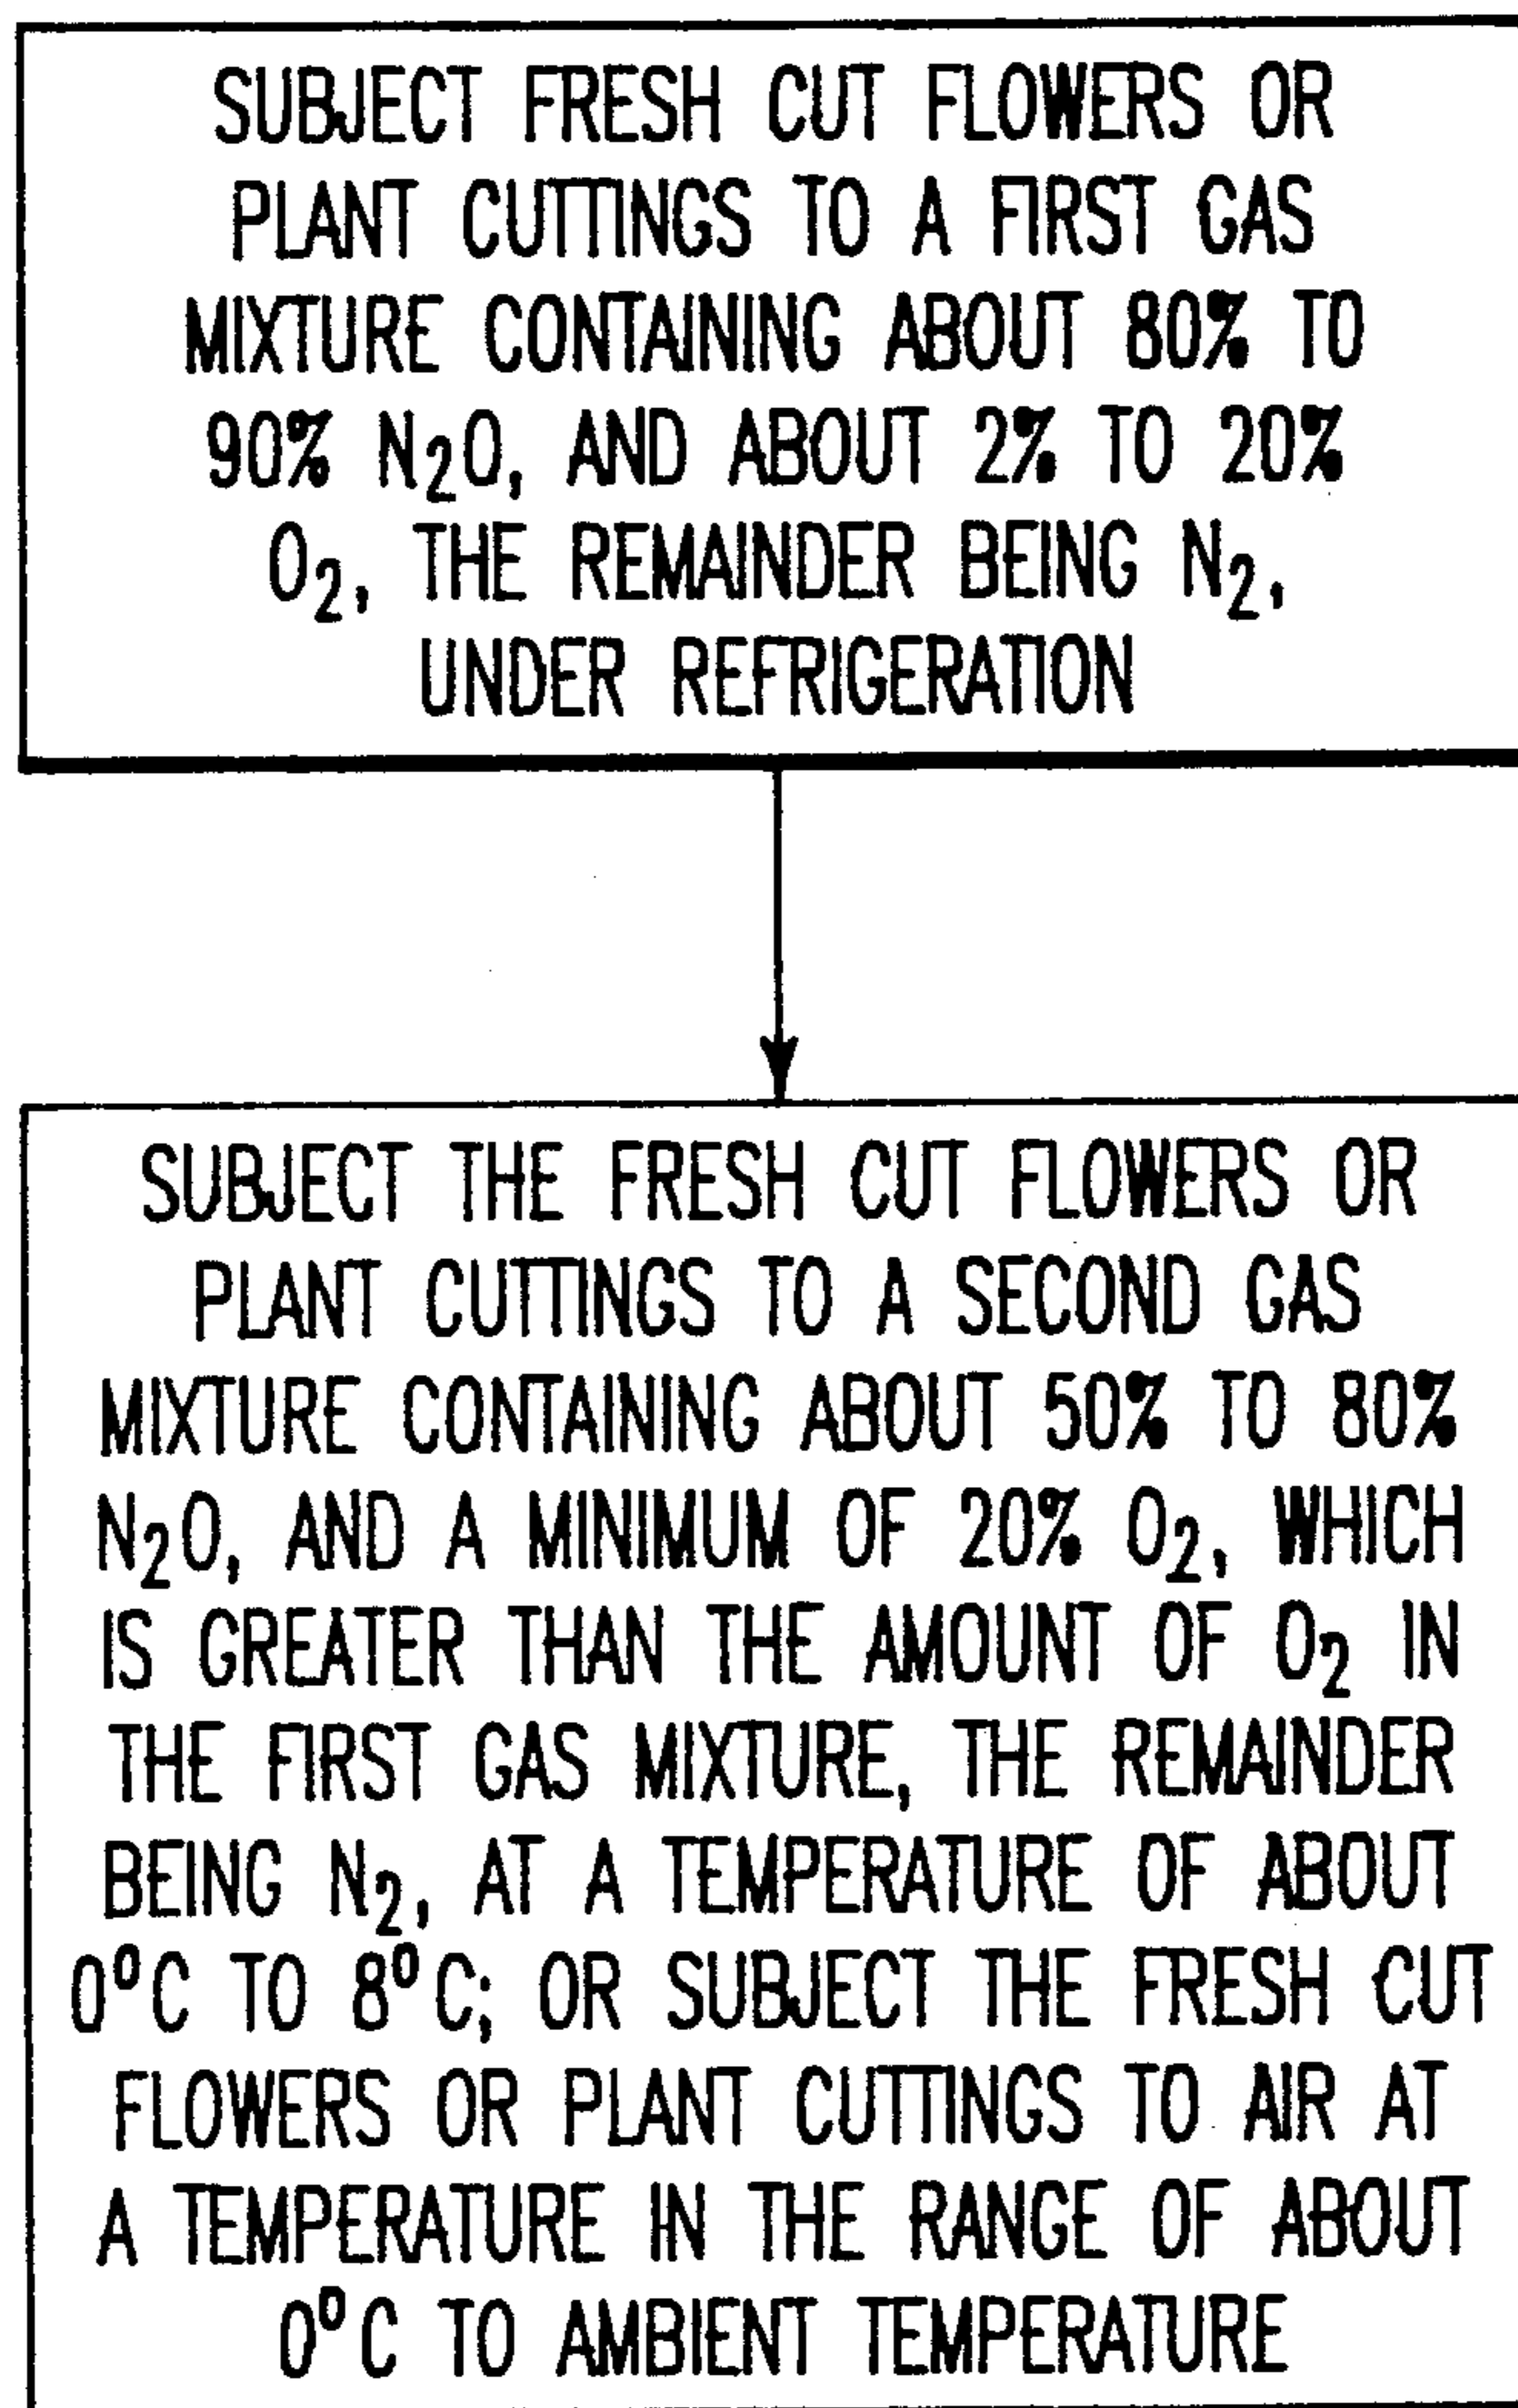 SUBJECT FRESH CUT FLOWERS OR
PLANT CUTTINGS TO A FIRST GAS
MIXTURE CONTAINING ABOUT 80% TO
90% N₂O, AND ABOUT 2% TO 20%
O₂, THE REMAINDER BEING N₂,
UNDER REFRIGERATION
SUBJECT THE FRESH CUT FLOWERS OR
PLANT CUTTINGS TO A SECOND GAS
MIXTURE CONTAINING ABOUT 50% TO 80%
N₂O, AND A MINIMUM OF 20% O₂, WHICH
IS GREATER THAN THE AMOUNT OF O₂ IN
THE FIRST GAS MIXTURE, THE REMAINDER
BEING N₂, AT A TEMPERATURE OF ABOUT
0°C TO 8°C; OR SUBJECT THE FRESH CUT
FLOWERS OR PLANT CUTTINGS TO AIR AT
A TEMPERATURE IN THE RANGE OF ABOUT
0°C TO AMBIENT TEMPERATURE